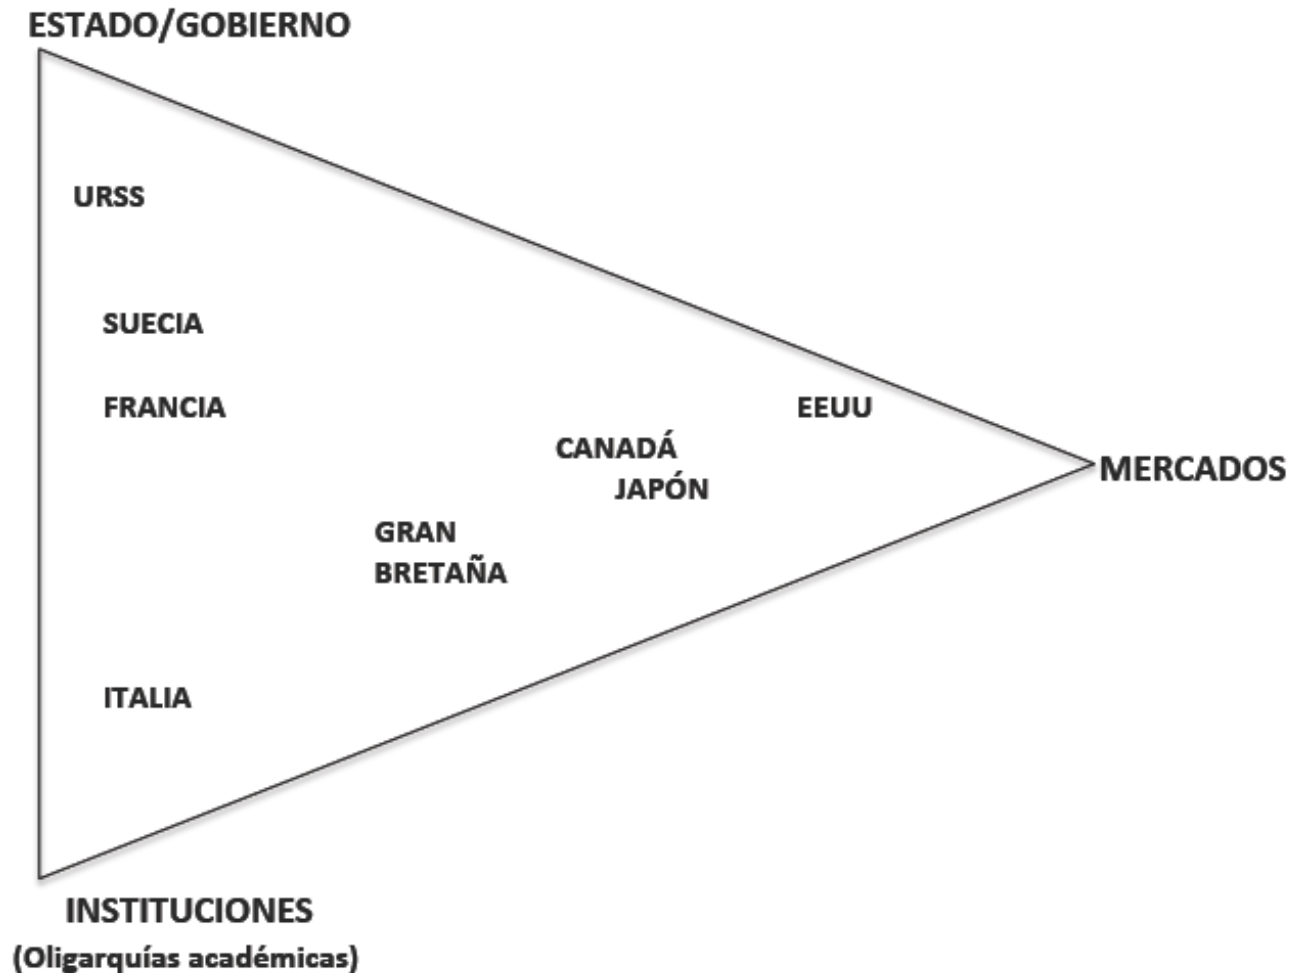 ESTADO/GOBIERNO
URSS
SUECIA
FRANCIA
EEUU
CANADÁ
MERCADOS
JAPÓN
GRAN
BRETAÑA
ITALIA
INSTITUCIONES
(Oligarquías académicas)